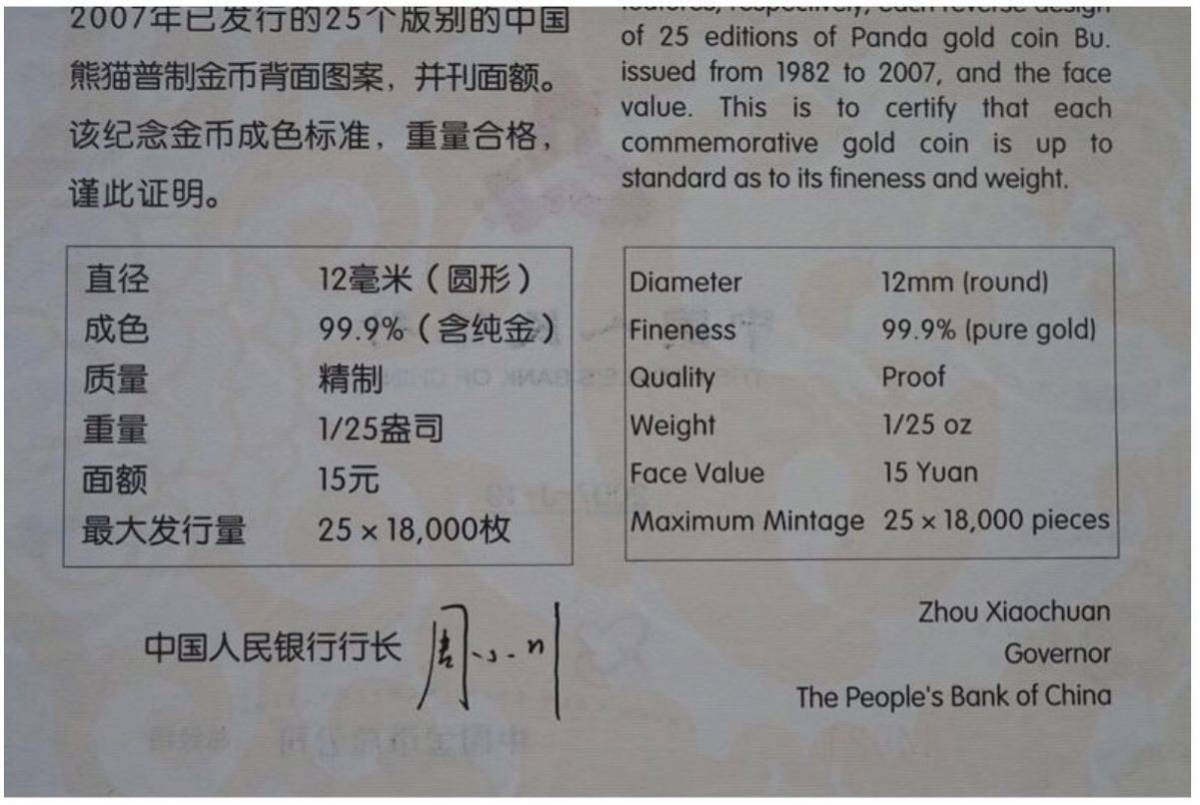 2007年已发行的25个版别的中国
熊猫普制金币背面图案，并刊面额。
该纪念金币成色标准，重量合格，
谨此证明。
features, respectively, each reverse design
of 25 editions of Panda gold coin Bu.
issued from 1982 to 2007, and the face
value. This is to certify that each
commemorative gold coin is up to
standard as to its fineness and weight.
直径 12毫米（圆形）
成色 99.9%（含纯金）
质量 精制
重量 1/25盎司
面额 15元
最大发行量 25 × 18,000枚
Diameter 12mm (round)
Fineness 99.9% (pure gold)
Quality Proof
Weight 1/25 oz
Face Value 15 Yuan
Maximum Mintage 25 × 18,000 pieces
中国人民银行行长 周小川
Zhou Xiaochuan
Governor
The People's Bank of China